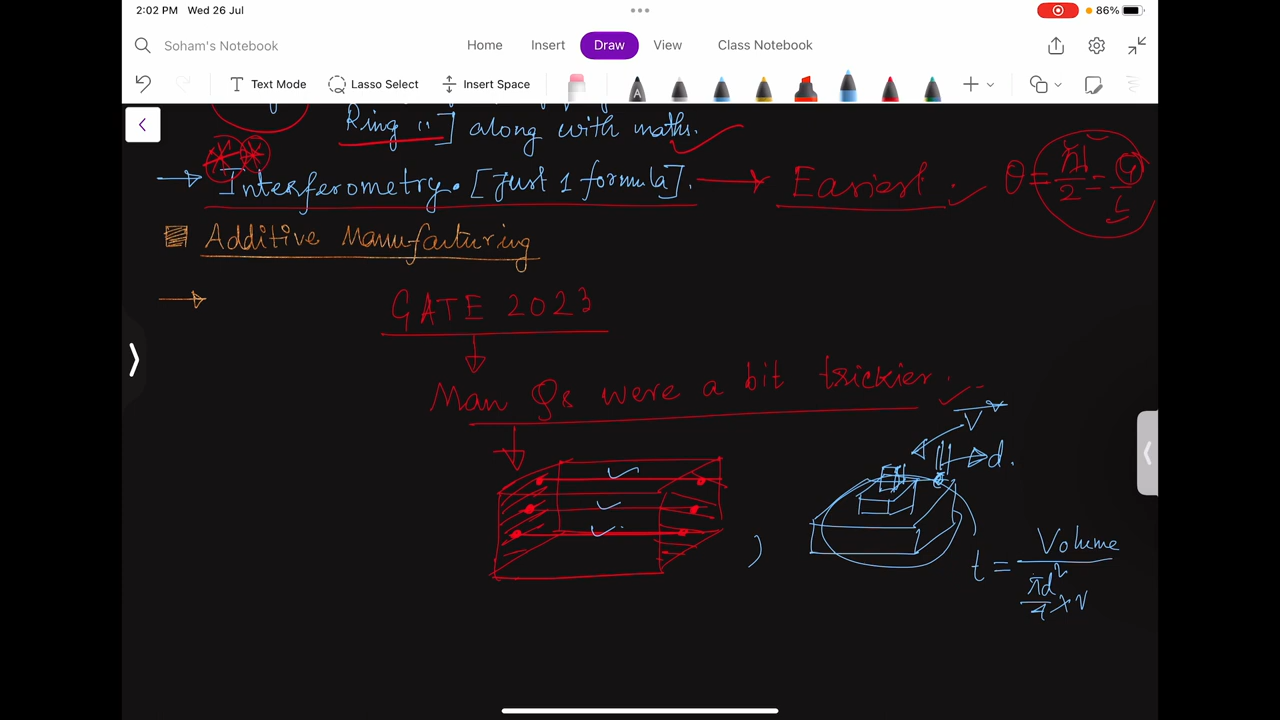 2:02 PM Wed 26 Jul
86%
Soham's Notebook
Home Insert Draw View Class Notebook
Text Mode Lasso Select Insert Space
A
Ring "] along with maths.
→ Interferometry. [Just 1 formula]. → Easiest.
θ = nλ/2 = G/L
Additive Manufacturing
→
GATE 2023
Man Qs were a bit trickier.
V
d.
)
t = Volume / πd²/4 × V